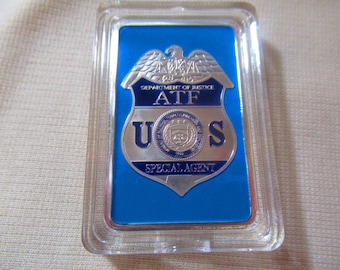 DEPARTMENT OF JUSTICE
ATF
U S
SPECIAL AGENT